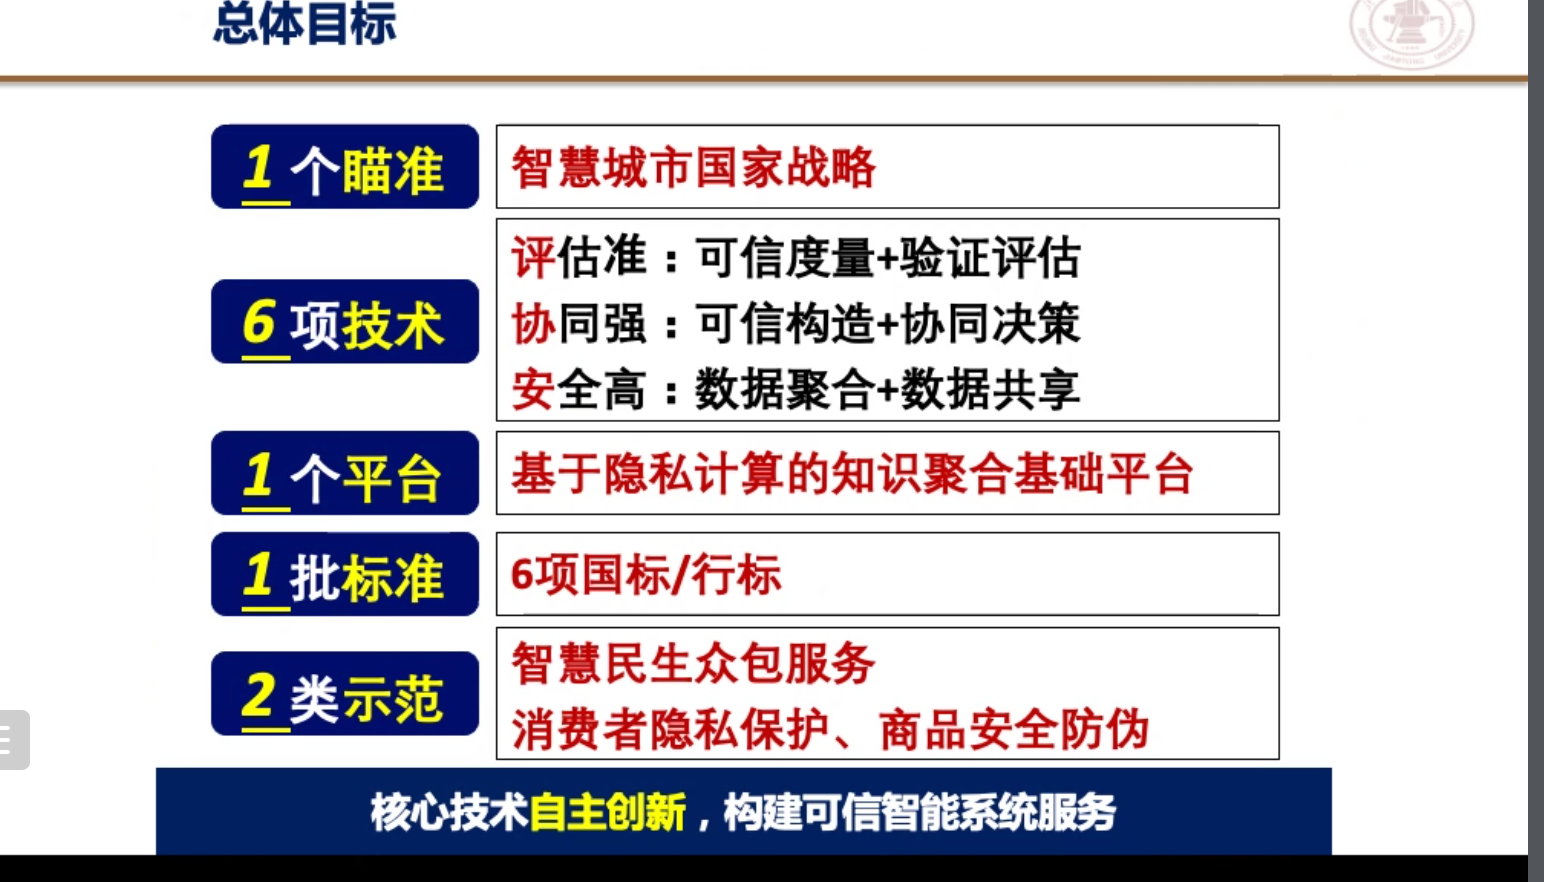 总体目标
1 个瞄准
智慧城市国家战略
6 项技术
评估准：可信度量+验证评估
协同强：可信构造+协同决策
安全高：数据聚合+数据共享
1 个平台
基于隐私计算的知识聚合基础平台
1 批标准
6项国标/行标
2 类示范
智慧民生众包服务
消费者隐私保护、商品安全防伪
核心技术自主创新，构建可信智能系统服务